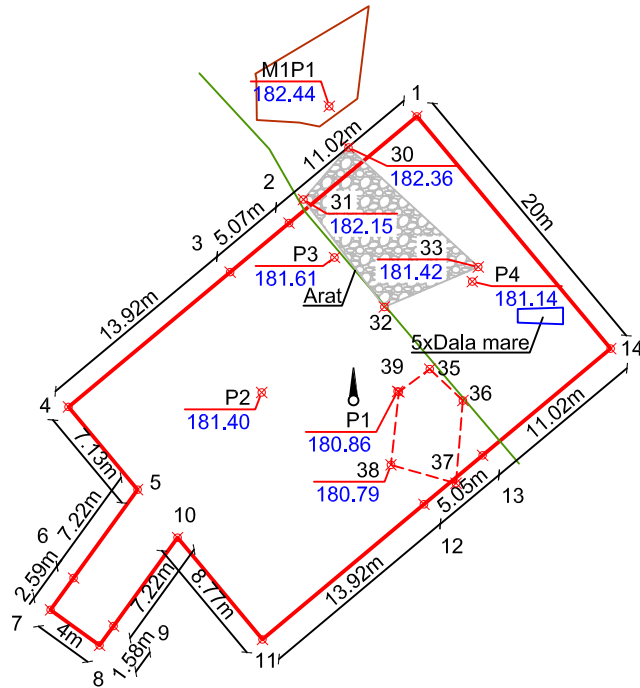 M1P1
182.44
1
11.02m
30
182.36
2
5.07m
31
182.15
20m
3
P3
181.61
33
181.42
P4
181.14
13.92m
Arat
32
5xDala mare
14
39
35
4
P2
181.40
P1
180.86
36
11.02m
7.13m
5
38
180.79
37
5.05m
13
7.22m
10
12
6
2.59m
7.22m
8.77m
13.92m
7
4m
9
1.58m
8
11